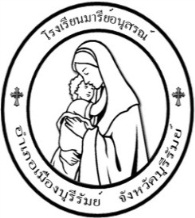 โรงเรียนมารีย์อนุสรณ์
อำเภอเมืองบุรีรัมย์ จังหวัดบุรีรัมย์